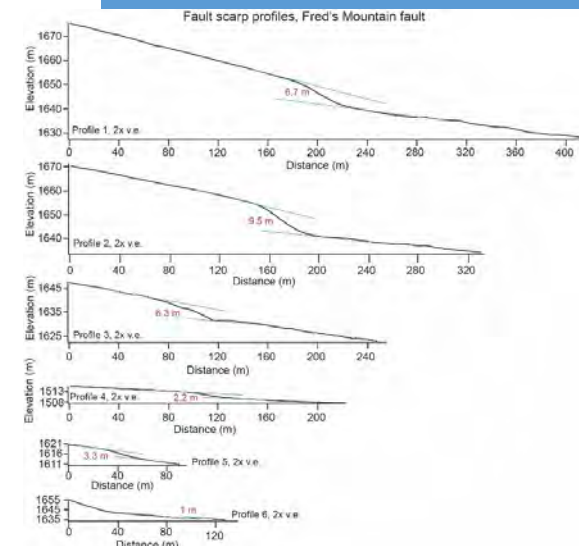 Fault scarp profiles, Fred's Mountain fault
Elevation (m)
1670
1660
1650
1640
1630
6.7 m
Profile 1, 2x v.e.
0 40 80 120 160 200 240 280 320 360 400
Distance (m)
Elevation (m)
1670
1660
1650
1640
9.5 m
Profile 2, 2x v.e.
0 40 80 120 160 200 240 280 320
Distance (m)
Elevation (m)
1645
1635
1625
6.3 m
Profile 3, 2x v.e.
0 40 80 120 160 200 240
Distance (m)
Elevation (m)
1513
1508
Profile 4, 2x v.e.
2.2 m
0 40 80 120 160 200
Distance (m)
1621
1616
1611
3.3 m
Profile 5, 2x v.e.
0 40 80
Distance (m)
1655
1645
1635
1 m
Profile 6, 2x v.e.
0 40 80 120
Distance (m)